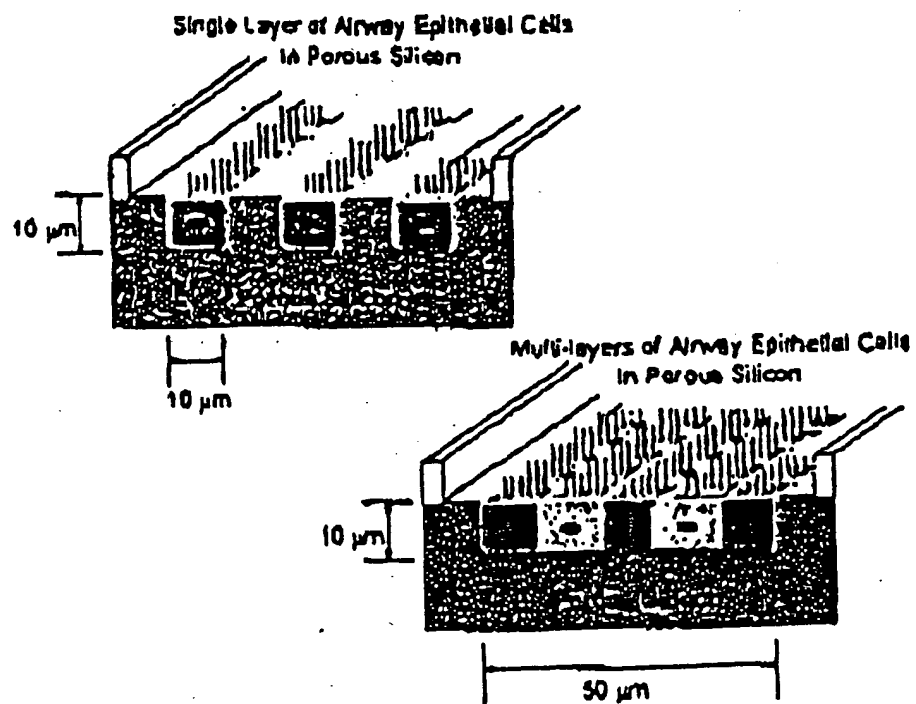 Single Layer of Airway Epithelial Cells
in Porous Silicon
10 µm
10 µm
Multi-layers of Airway Epithelial Cells
in Porous Silicon
10 µm
50 µm